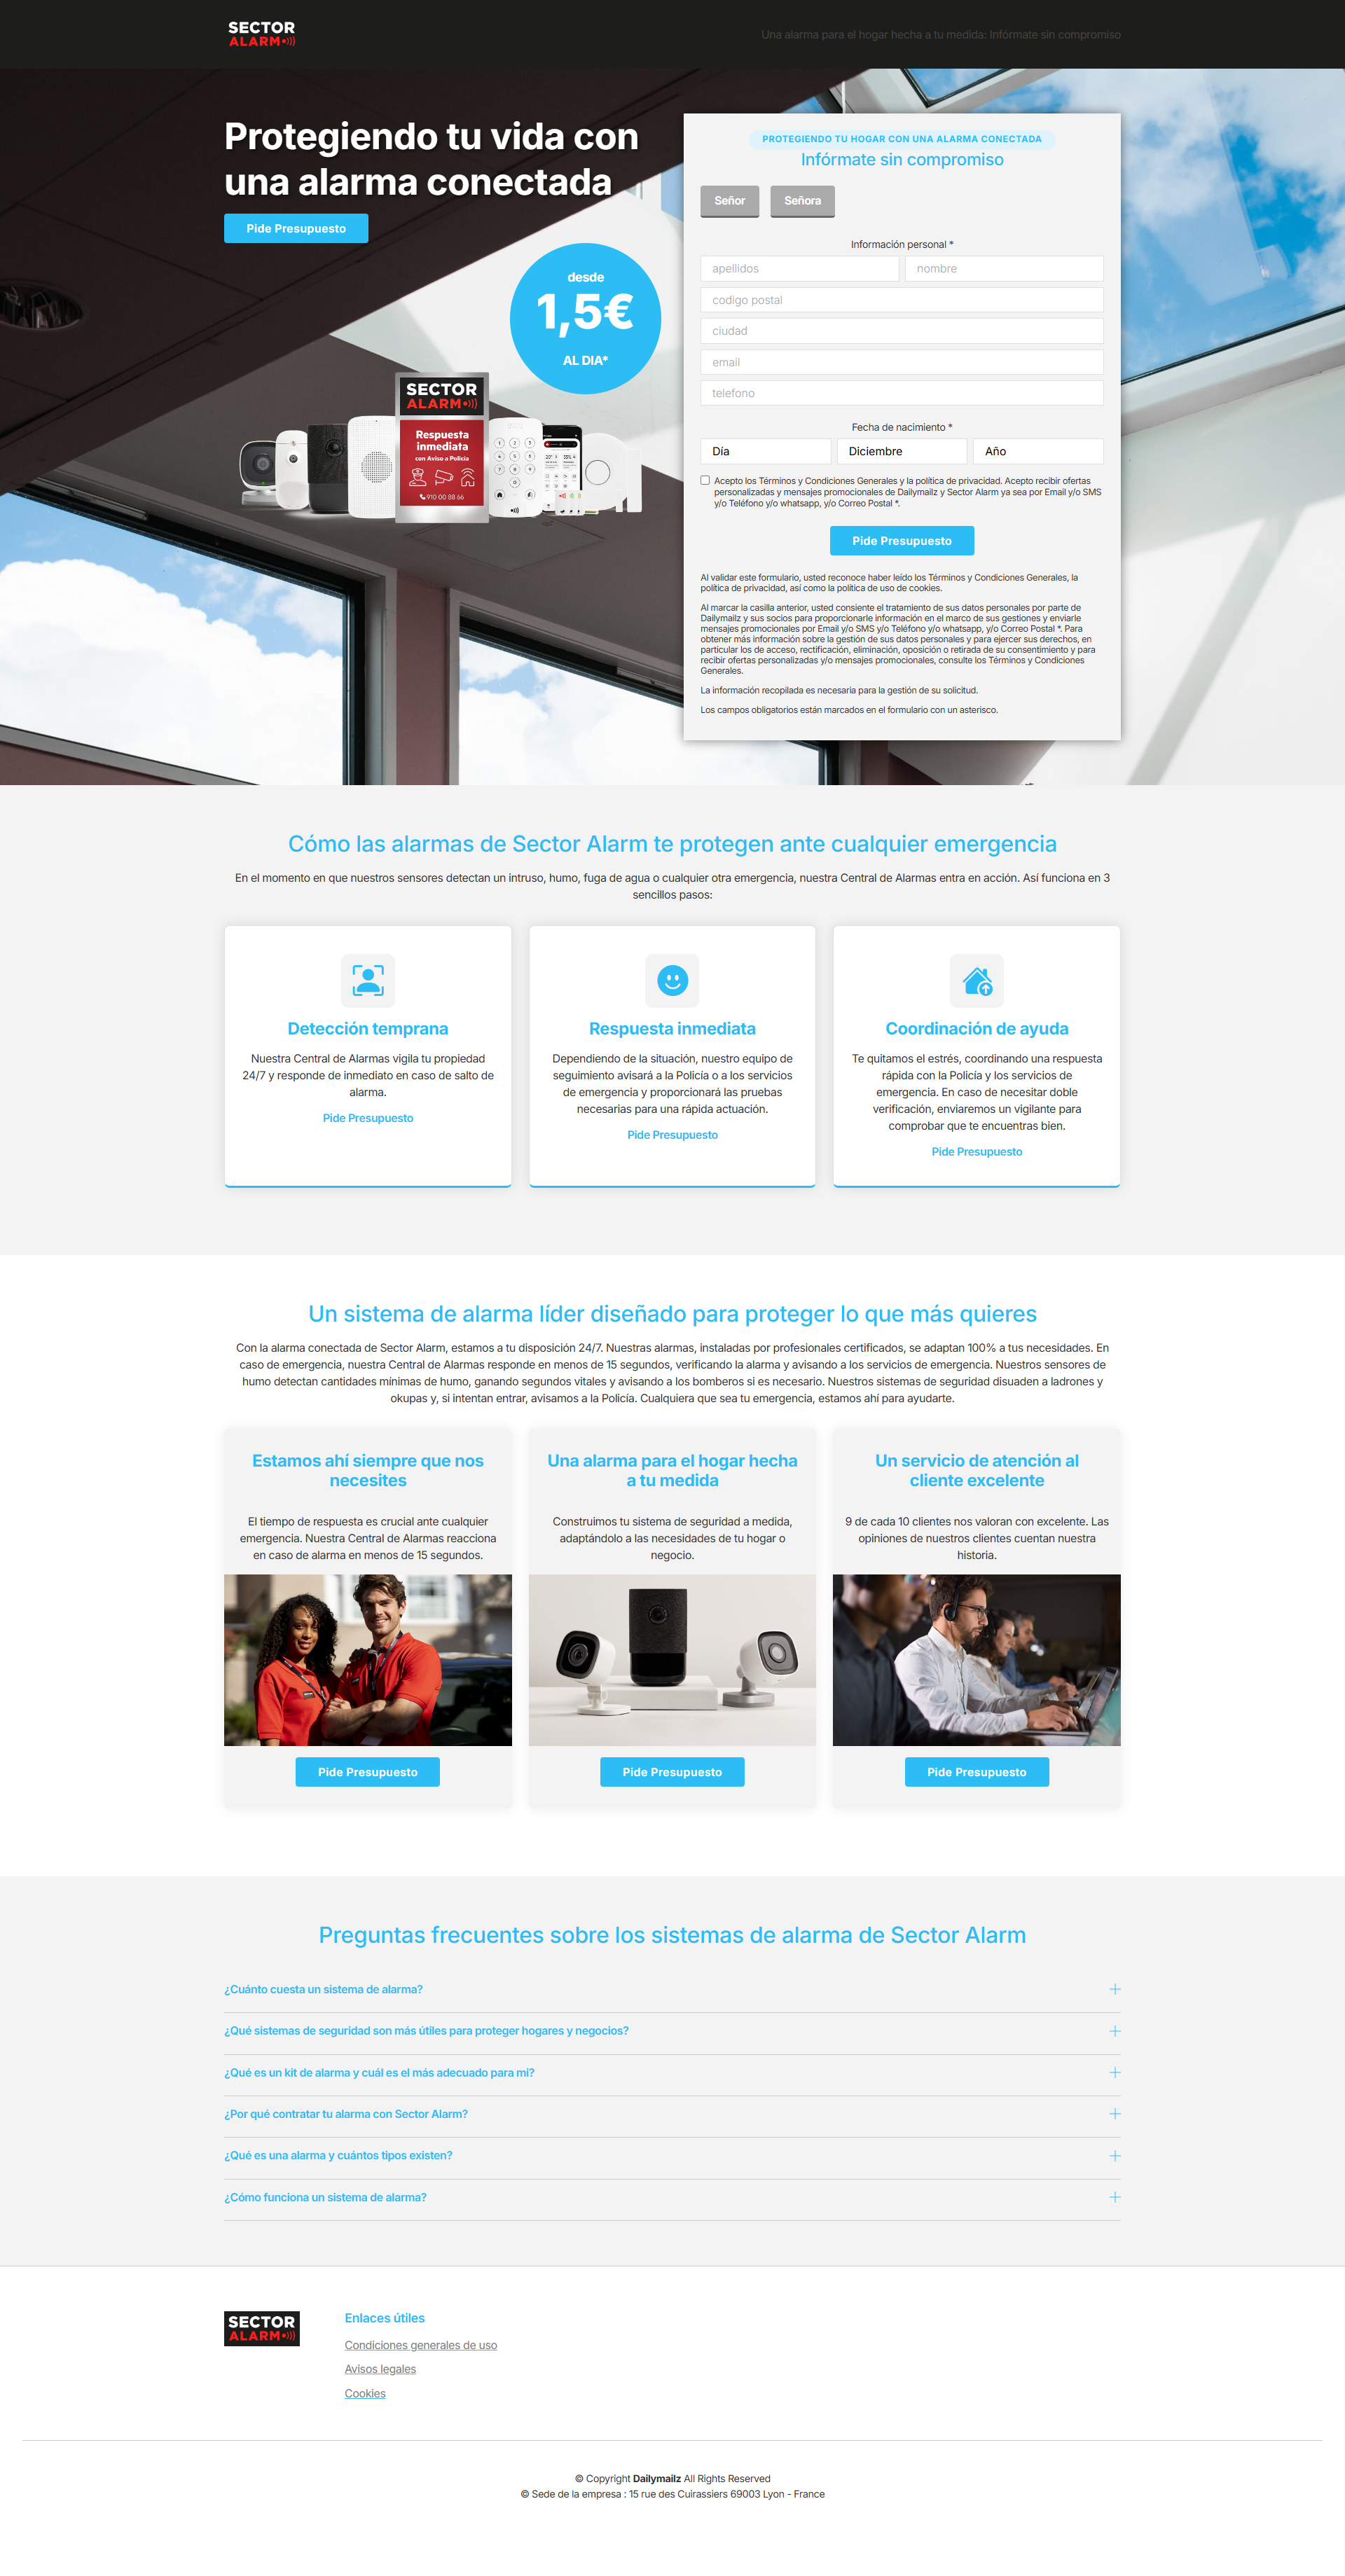 SECTOR
ALARM
Una alarma para el hogar hecha a tu medida: Infórmate sin compromiso
Protegiendo tu vida con
una alarma conectada
Pide Presupuesto
desde
1,5€
AL DIA*
SECTOR
ALARM
Respuesta
inmediata
con Aviso a Policía
910 00 88 66
PROTEGIENDO TU HOGAR CON UNA ALARMA CONECTADA
Infórmate sin compromiso
Señor
Señora
Información personal *
apellidos
nombre
codigo postal
ciudad
email
telefono
Fecha de nacimiento *
Día
Diciembre
Año
Acepto los Términos y Condiciones Generales y la política de privacidad. Acepto recibir ofertas
personalizadas y mensajes promocionales de Dailymailz y Sector Alarm ya sea por Email y/o SMS
y/o Teléfono y/o whatsapp, y/o Correo Postal *.
Pide Presupuesto
Al validar este formulario, usted reconoce haber leído los Términos y Condiciones Generales, la
política de privacidad, así como la política de uso de cookies.
Al marcar la casilla anterior, usted consiente el tratamiento de sus datos personales por parte de
Dailymailz y sus socios para proporcionarle información en el marco de sus gestiones y enviarle
mensajes promocionales por Email y/o SMS y/o Teléfono y/o whatsapp, y/o Correo Postal *. Para
obtener más información sobre la gestión de sus datos personales y para ejercer sus derechos, en
particular los de acceso, rectificación, eliminación, oposición o retirada de su consentimiento y para
recibir ofertas personalizadas y/o mensajes promocionales, consulte los Términos y Condiciones
Generales.
La información recopilada es necesaria para la gestión de su solicitud.
Los campos obligatorios están marcados en el formulario con un asterisco.
Cómo las alarmas de Sector Alarm te protegen ante cualquier emergencia
En el momento en que nuestros sensores detectan un intruso, humo, fuga de agua o cualquier otra emergencia, nuestra Central de Alarmas entra en acción. Así funciona en 3
sencillos pasos:
Detección temprana
Nuestra Central de Alarmas vigila tu propiedad
24/7 y responde de inmediato en caso de salto de
alarma.
Pide Presupuesto
Respuesta inmediata
Dependiendo de la situación, nuestro equipo de
seguimiento avisará a la Policía o a los servicios
de emergencia y proporcionará las pruebas
necesarias para una rápida actuación.
Pide Presupuesto
Coordinación de ayuda
Te quitamos el estrés, coordinando una respuesta
rápida con la Policía y los servicios de
emergencia. En caso de necesitar doble
verificación, enviaremos un vigilante para
comprobar que te encuentras bien.
Pide Presupuesto
Un sistema de alarma líder diseñado para proteger lo que más quieres
Con la alarma conectada de Sector Alarm, estamos a tu disposición 24/7. Nuestras alarmas, instaladas por profesionales certificados, se adaptan 100% a tus necesidades. En
caso de emergencia, nuestra Central de Alarmas responde en menos de 15 segundos, verificando la alarma y avisando a los servicios de emergencia. Nuestros sensores de
humo detectan cantidades mínimas de humo, ganando segundos vitales y avisando a los bomberos si es necesario. Nuestros sistemas de seguridad disuaden a ladrones y
okupas y, si intentan entrar, avisamos a la Policía. Cualquiera que sea tu emergencia, estamos ahí para ayudarte.
Estamos ahí siempre que nos
necesites
El tiempo de respuesta es crucial ante cualquier
emergencia. Nuestra Central de Alarmas reacciona
en caso de alarma en menos de 15 segundos.
Pide Presupuesto
Una alarma para el hogar hecha
a tu medida
Construimos tu sistema de seguridad a medida,
adaptándolo a las necesidades de tu hogar o
negocio.
Pide Presupuesto
Un servicio de atención al
cliente excelente
9 de cada 10 clientes nos valoran con excelente. Las
opiniones de nuestros clientes cuentan nuestra
historia.
Pide Presupuesto
Preguntas frecuentes sobre los sistemas de alarma de Sector Alarm
¿Cuánto cuesta un sistema de alarma?
¿Qué sistemas de seguridad son más útiles para proteger hogares y negocios?
¿Qué es un kit de alarma y cuál es el más adecuado para mi?
¿Por qué contratar tu alarma con Sector Alarm?
¿Qué es una alarma y cuántos tipos existen?
¿Cómo funciona un sistema de alarma?
SECTOR
ALARM
Enlaces útiles
Condiciones generales de uso
Avisos legales
Cookies
© Copyright Dailymailz All Rights Reserved
© Sede de la empresa : 15 rue des Cuirassiers 69003 Lyon - France